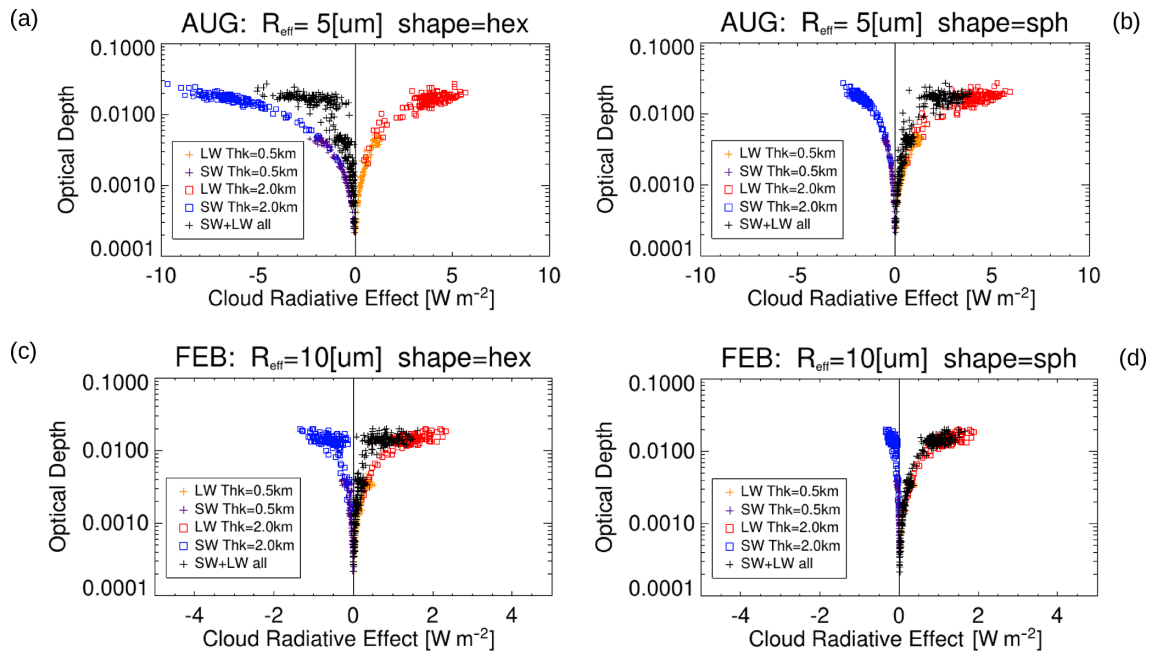 (a)
AUG: Reff= 5[um] shape=hex
0.1000
0.0100
0.0010
0.0001
Optical Depth
LW Thk=0.5km
SW Thk=0.5km
LW Thk=2.0km
SW Thk=2.0km
SW+LW all
-10 -5 0 5 10
Cloud Radiative Effect [W m-2]
(b)
AUG: Reff= 5[um] shape=sph
0.1000
0.0100
0.0010
0.0001
Optical Depth
LW Thk=0.5km
SW Thk=0.5km
LW Thk=2.0km
SW Thk=2.0km
SW+LW all
-10 -5 0 5 10
Cloud Radiative Effect [W m-2]
(c)
FEB: Reff=10[um] shape=hex
0.1000
0.0100
0.0010
0.0001
Optical Depth
LW Thk=0.5km
SW Thk=0.5km
LW Thk=2.0km
SW Thk=2.0km
SW+LW all
-4 -2 0 2 4
Cloud Radiative Effect [W m-2]
(d)
FEB: Reff=10[um] shape=sph
0.1000
0.0100
0.0010
0.0001
Optical Depth
LW Thk=0.5km
SW Thk=0.5km
LW Thk=2.0km
SW Thk=2.0km
SW+LW all
-4 -2 0 2 4
Cloud Radiative Effect [W m-2]